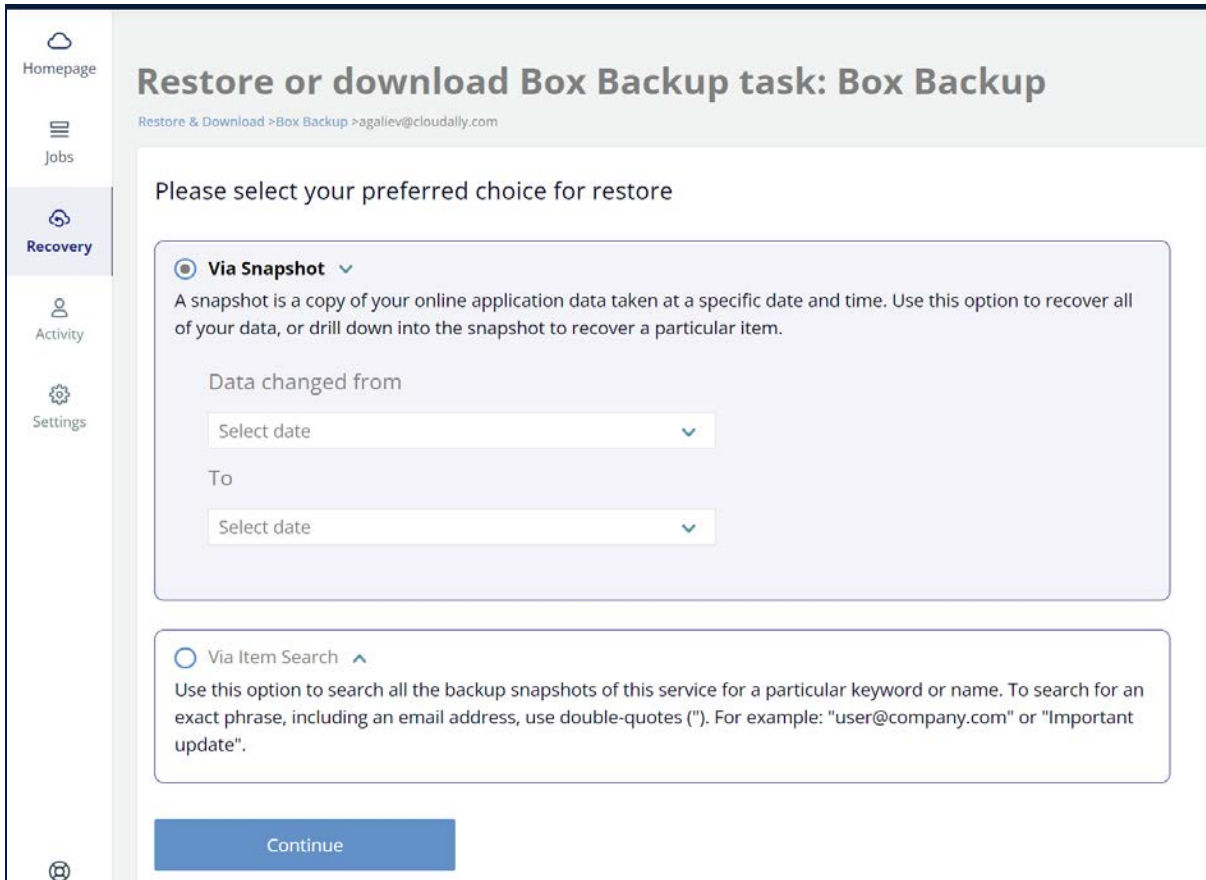 Homepage
Jobs
Recovery
Activity
Settings
Restore or download Box Backup task: Box Backup
Restore & Download >Box Backup >agaliev@cloudally.com
Please select your preferred choice for restore
Via Snapshot
A snapshot is a copy of your online application data taken at a specific date and time. Use this option to recover all
of your data, or drill down into the snapshot to recover a particular item.
Data changed from
Select date
To
Select date
Via Item Search
Use this option to search all the backup snapshots of this service for a particular keyword or name. To search for an
exact phrase, including an email address, use double-quotes ("). For example: "user@company.com" or "Important
update".
Continue